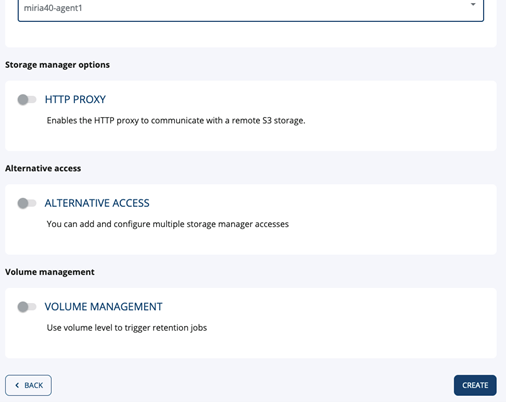 miria40-agent1
Storage manager options
HTTP PROXY
Enables the HTTP proxy to communicate with a remote S3 storage.
Alternative access
ALTERNATIVE ACCESS
You can add and configure multiple storage manager accesses
Volume management
VOLUME MANAGEMENT
Use volume level to trigger retention jobs
BACK
CREATE